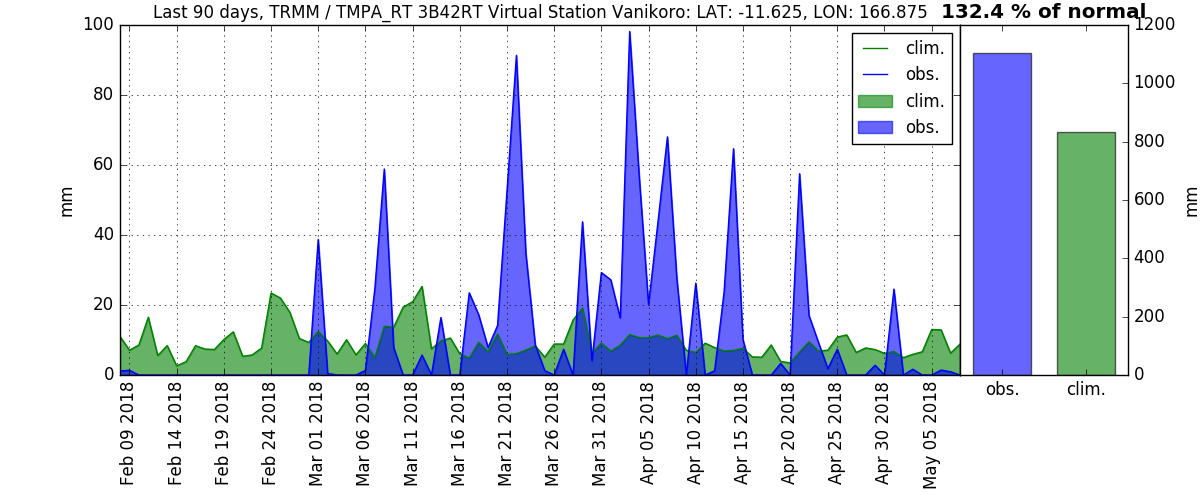 Last 90 days, TRMM / TMPA_RT 3B42RT Virtual Station Vanikoro: LAT: -11.625, LON: 166.875 132.4 % of normal
100
80
60
40
20
0
mm
clim.
obs.
clim.
obs.
1200
1000
800
600
400
200
0
mm
obs.
clim.
Feb 09 2018
Feb 14 2018
Feb 19 2018
Feb 24 2018
Mar 01 2018
Mar 06 2018
Mar 11 2018
Mar 16 2018
Mar 21 2018
Mar 26 2018
Mar 31 2018
Apr 05 2018
Apr 10 2018
Apr 15 2018
Apr 20 2018
Apr 25 2018
Apr 30 2018
May 05 2018